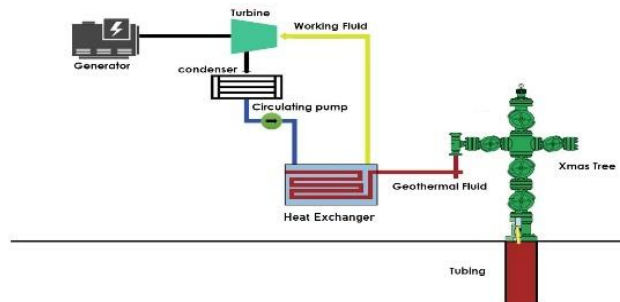 Turbine
Working Fluid
Generator
condenser
Circulating pump
Xmas Tree
Geothermal Fluid
Heat Exchanger
Tubing